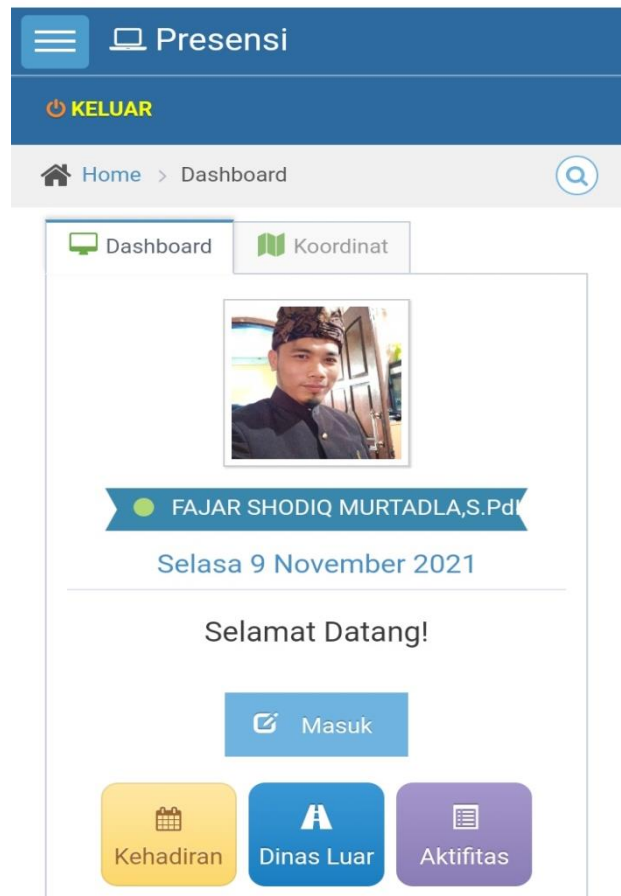 Presensi
KELUAR
Home > Dashboard
Dashboard Koordinat
FAJAR SHODIQ MURTADLA,S.PdI
Selasa 9 November 2021
Selamat Datang!
Masuk
Kehadiran Dinas Luar Aktifitas